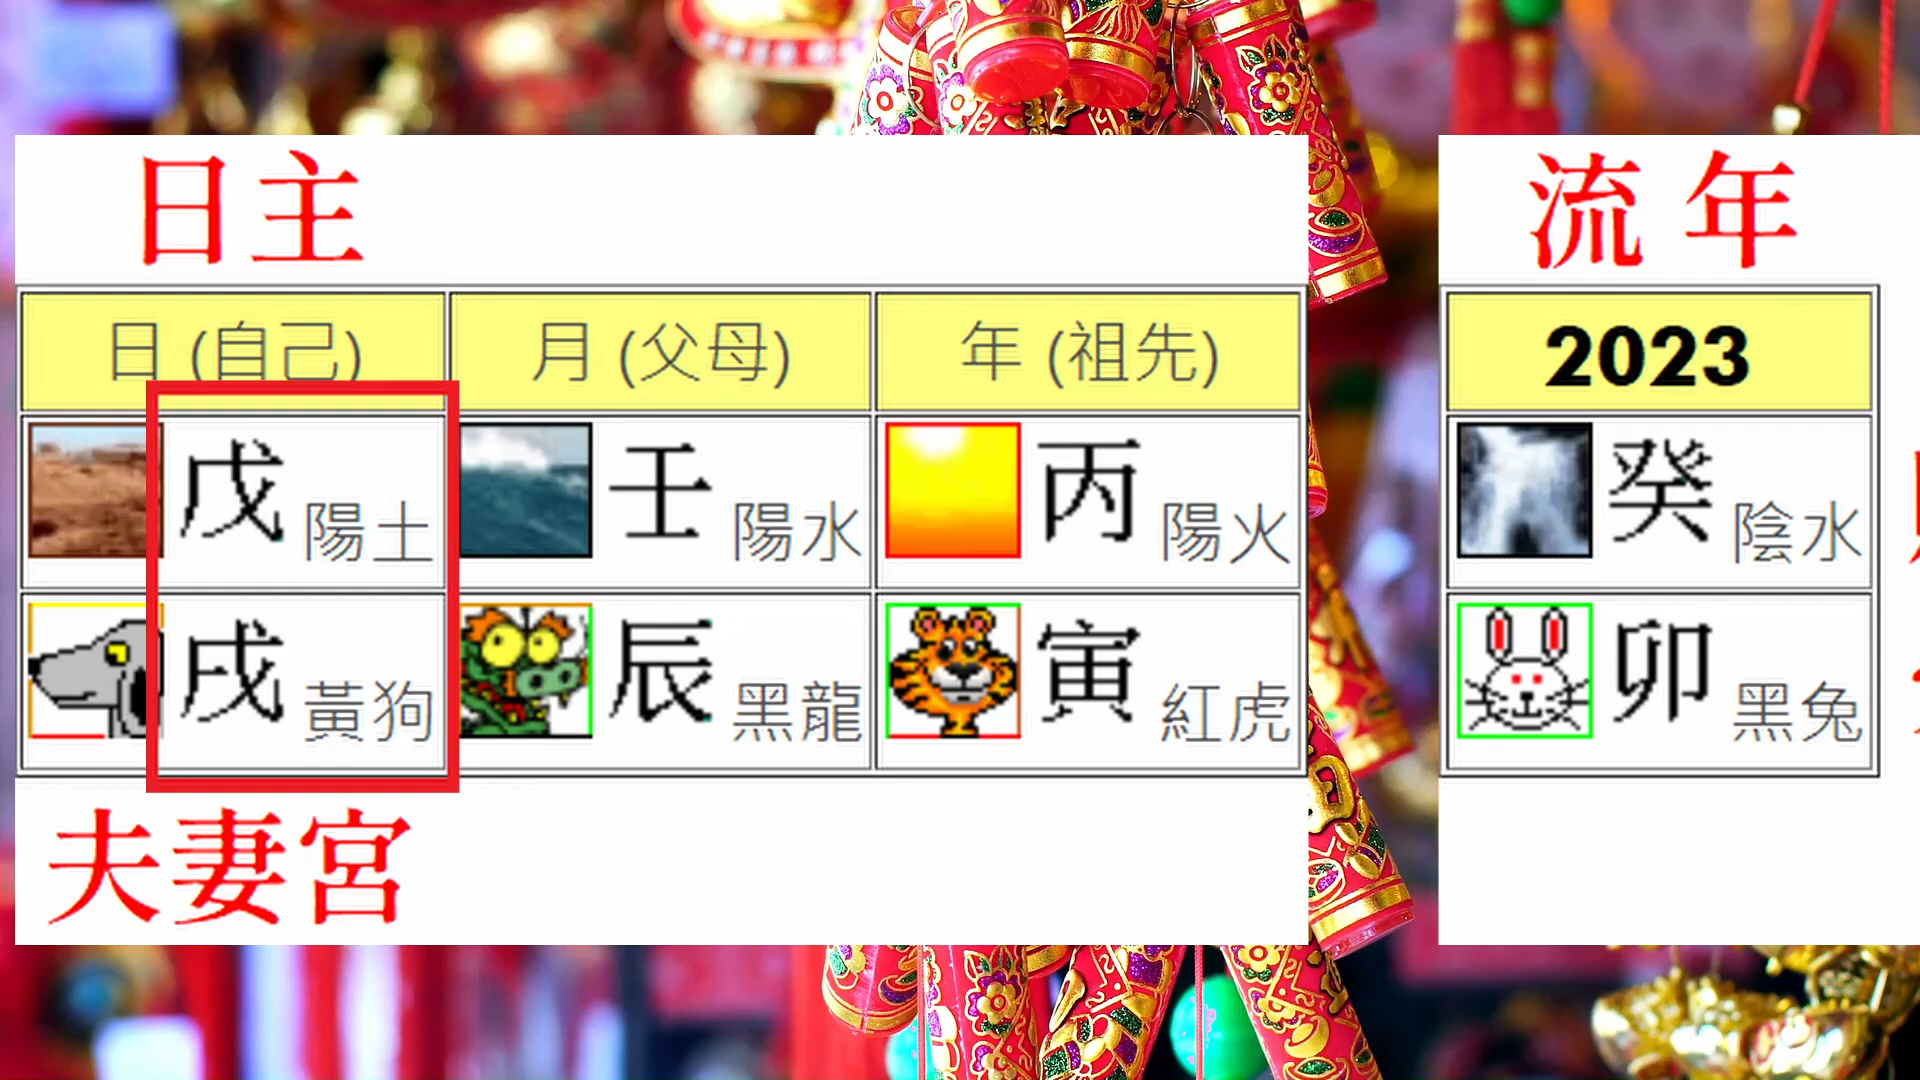 日主
流年
日 (自己) 月 (父母) 年 (祖先) 2023
戊 陽土 壬 陽水 丙 陽火 癸 陰水
戌 黃狗 辰 黑龍 寅 紅虎 卯 黑兔
夫妻宮